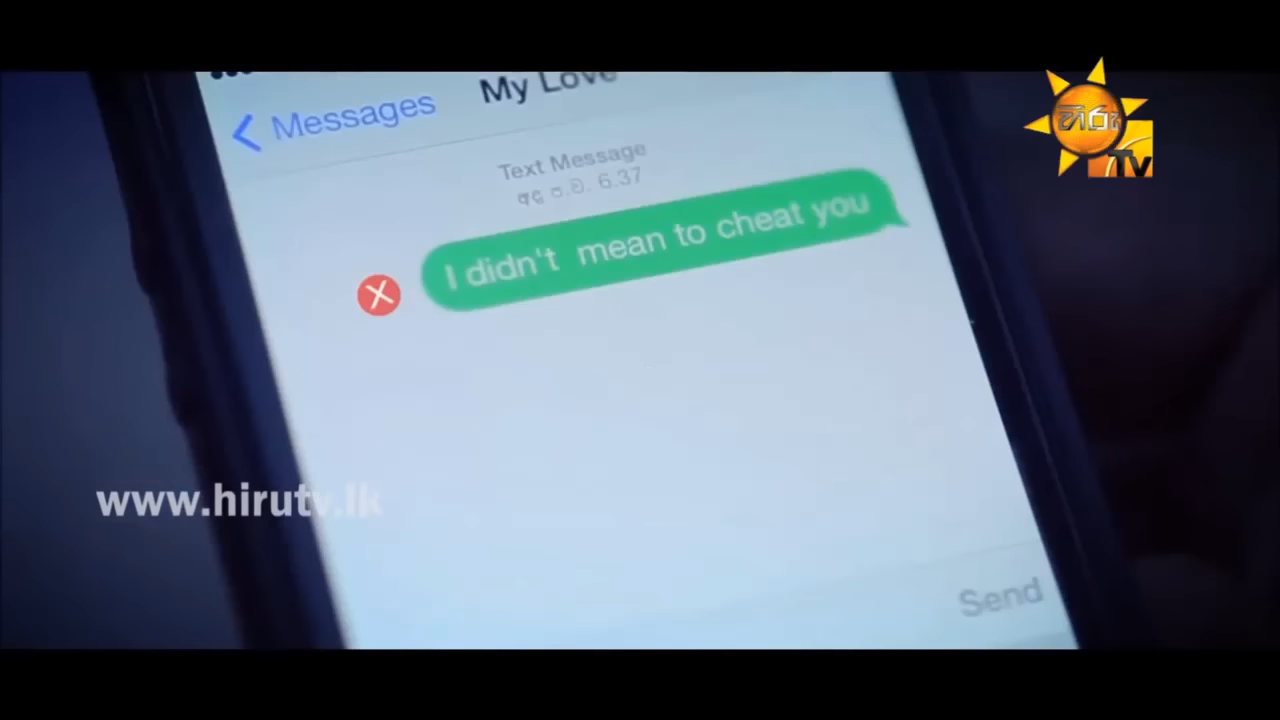 My Love
Messages
Text Message
අද ප.ව. 6.37
I didn't mean to cheat you
Send
www.hirutv.lk
හිරු
TV